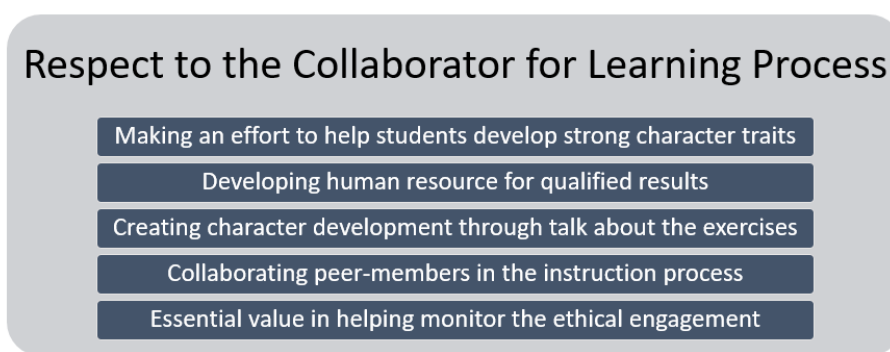 Respect to the Collaborator for Learning Process
Making an effort to help students develop strong character traits
Developing human resource for qualified results
Creating character development through talk about the exercises
Collaborating peer-members in the instruction process
Essential value in helping monitor the ethical engagement